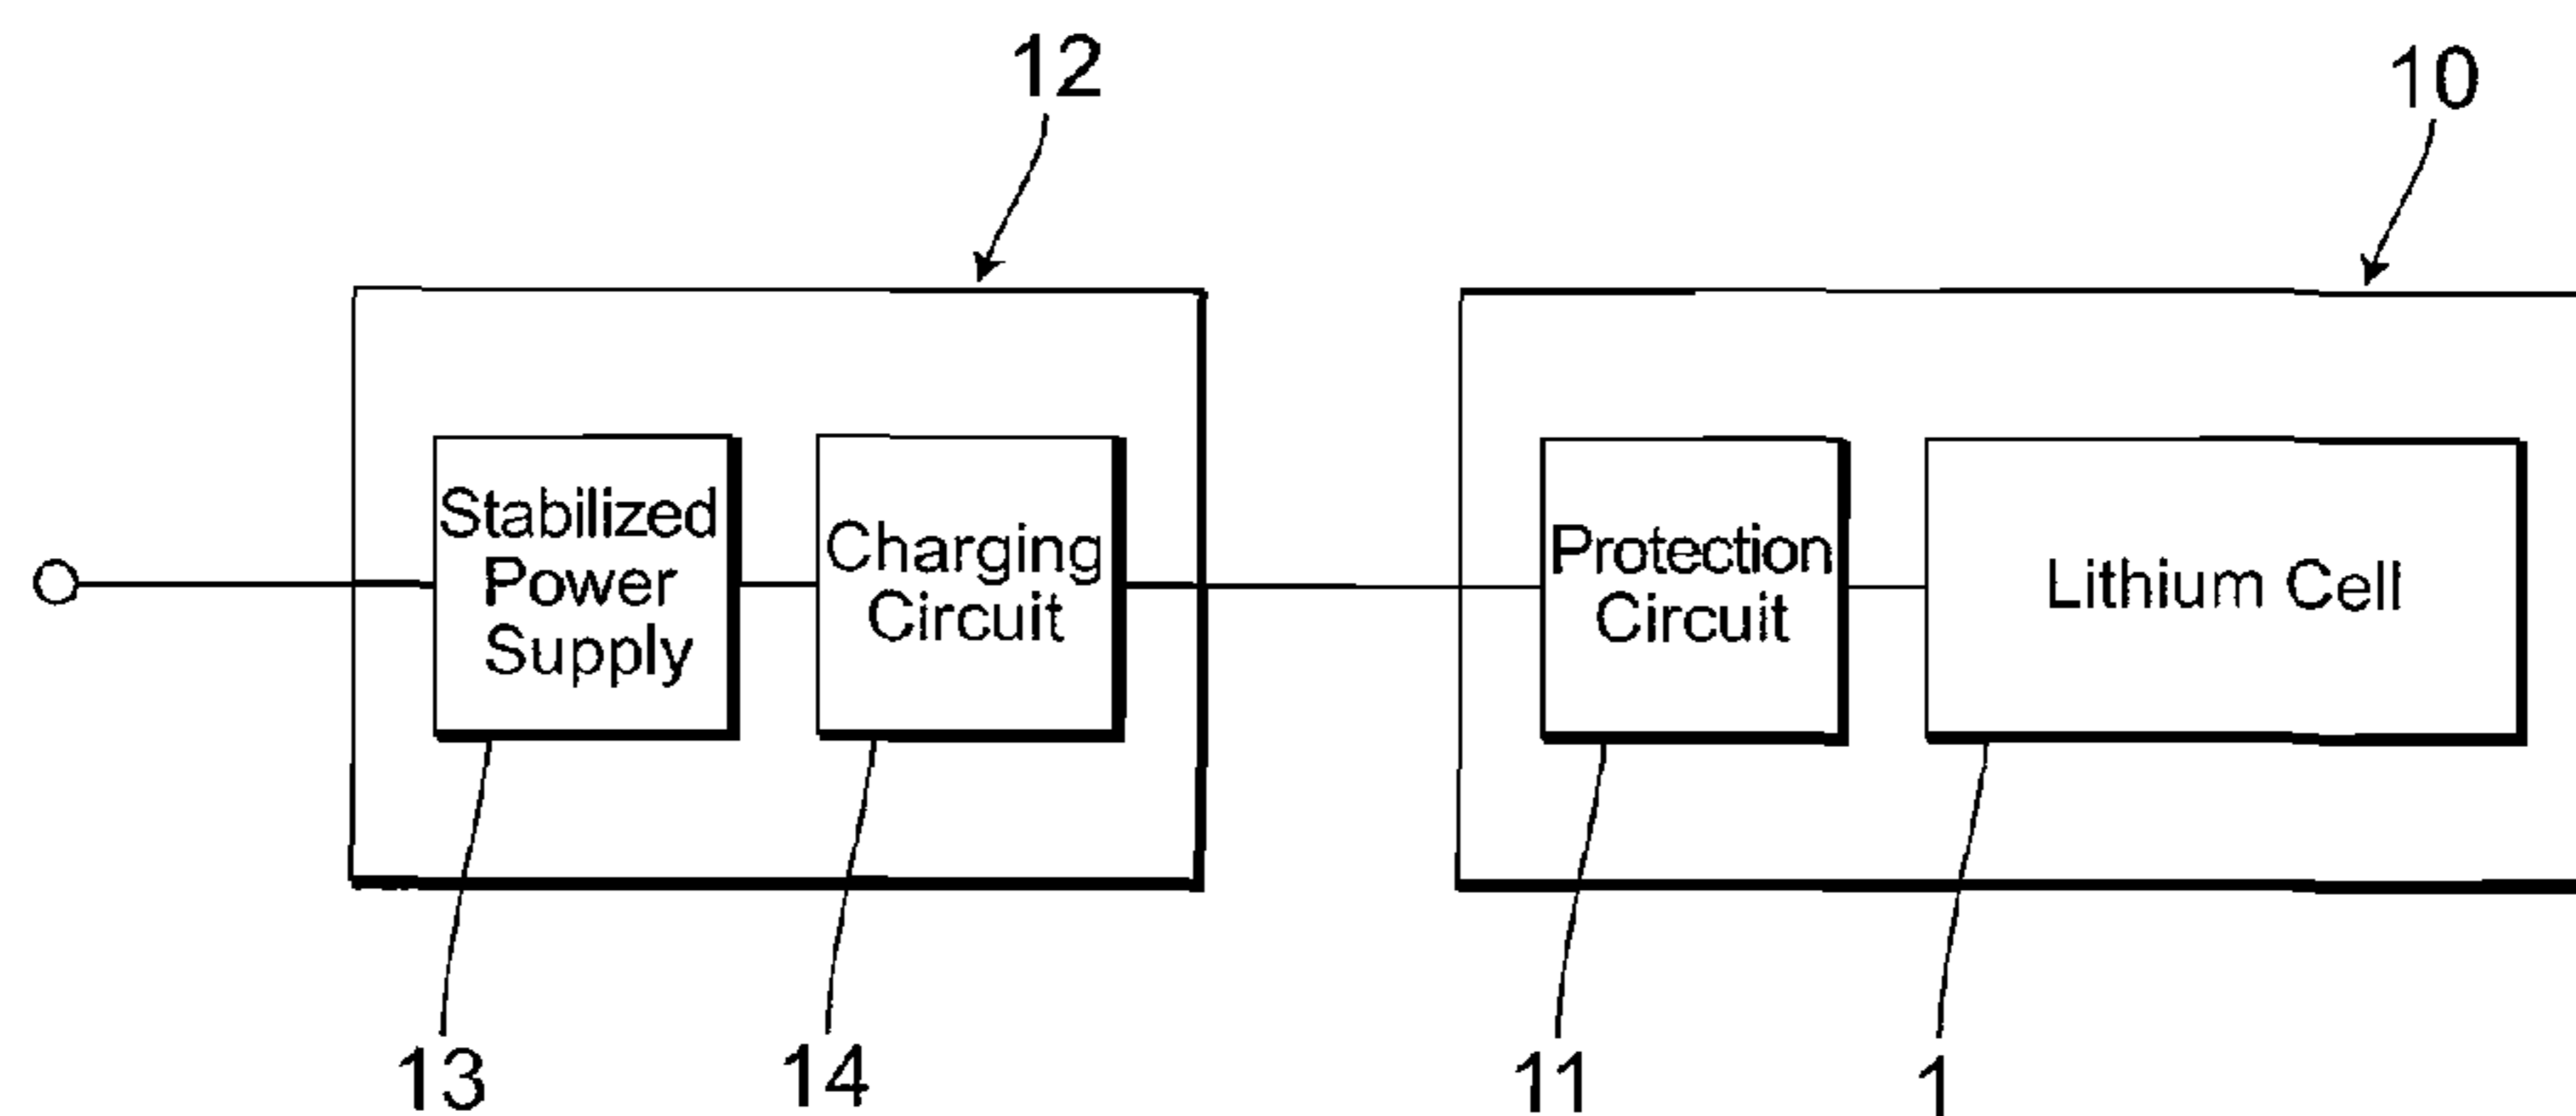 12
10
Stabilized
Power
Supply
Charging
Circuit
Protection
Circuit
Lithium Cell
13
14
11
1